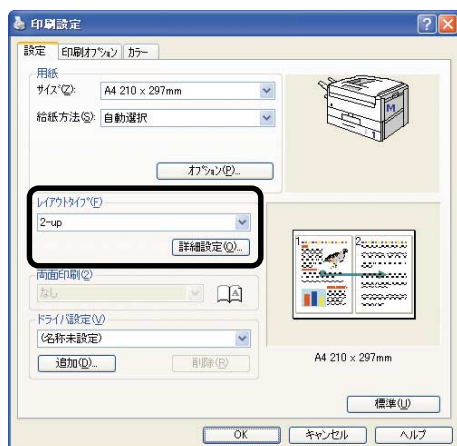 印刷設定
設定 印刷オプション カラー
用紙
サイズ(Z): A4 210 x 297mm
給紙方法(S): 自動選択
オプション(P)...
レイアウトタイプ(F)
2-up
詳細設定(O)...
両面印刷(2)
なし
ドライバ設定(V)
(名称未設定)
追加(D)... 削除(R)
M
1
1 2
A4 210 x 297mm
標準(U)
OK キャンセル ヘルプ